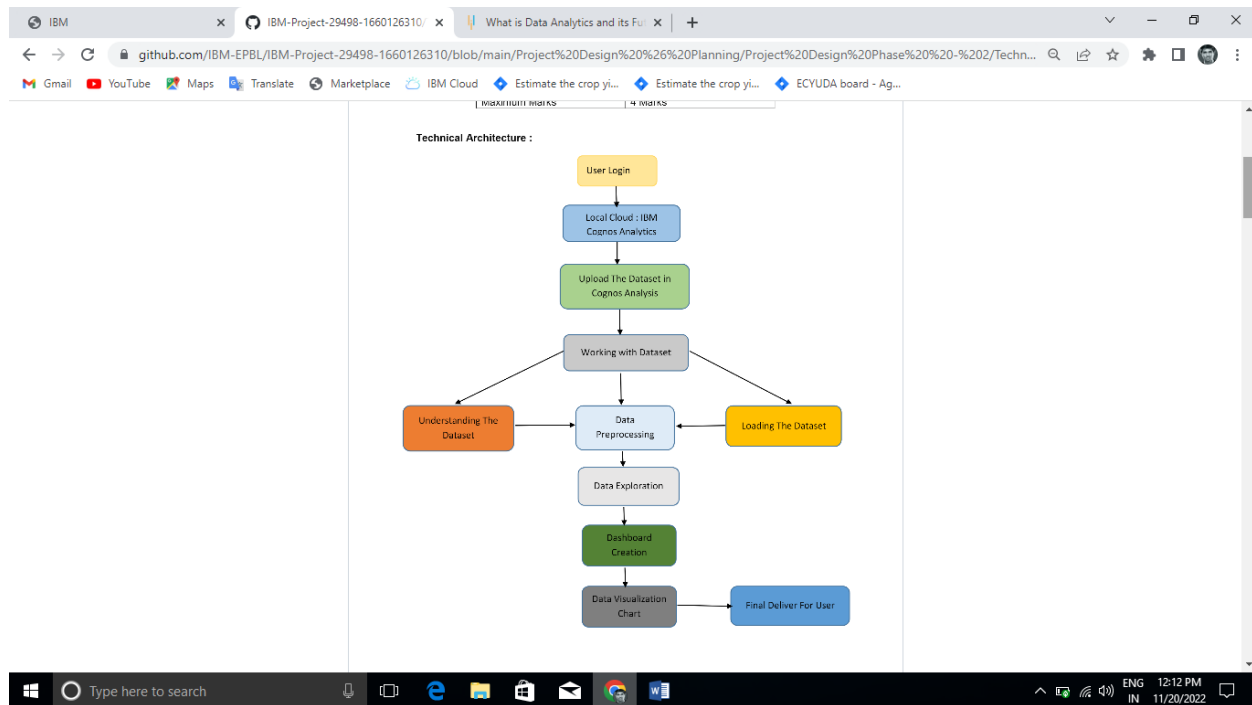 IBM
IBM-Project-29498-1660126310/
What is Data Analytics and its Fut
github.com/IBM-EPBL/IBM-Project-29498-1660126310/blob/main/Project%20Design%20%26%20Planning/Project%20Design%20Phase%20%20-%202/Techn...
Gmail YouTube Maps Translate Marketplace IBM Cloud Estimate the crop yi... Estimate the crop yi... ECYUDA board - Ag...
Maximum Marks 4 Marks
Technical Architecture :
User Login
Local Cloud : IBM
Cognos Analytics
Upload The Dataset in
Cognos Analysis
Working with Dataset
Understanding The
Dataset
Data
Preprocessing
Loading The Dataset
Data Exploration
Dashboard
Creation
Data Visualization
Chart
Final Deliver For User
Type here to search
ENG
IN
12:12 PM
11/20/2022